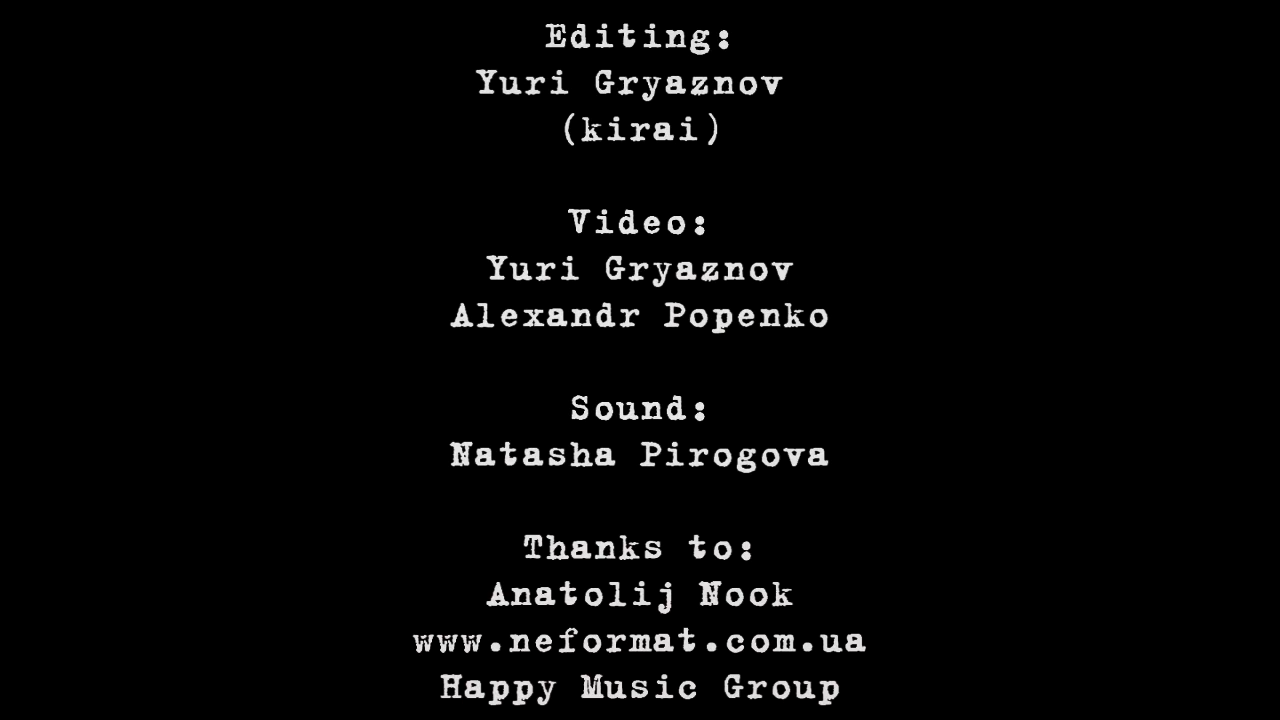 Editing:
Yuri Gryaznov
(kirai)
Video:
Yuri Gryaznov
Alexandr Popenko
Sound:
Natasha Pirogova
Thanks to:
Anatolij Nook
www.neformat.com.ua
Happy Music Group